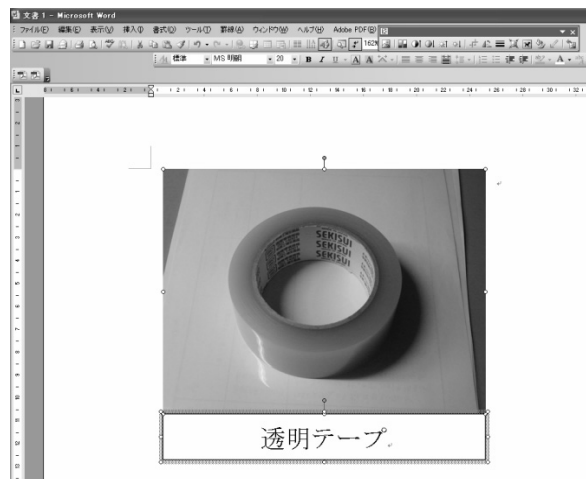 文書 1 - Microsoft Word
ファイル(F) 編集(E) 表示(V) 挿入(I) 書式(O) ツール(T) 罫線(A) ウィンドウ(W) ヘルプ(H) Adobe PDF(B)
162%
標準 MS 明朝 20 B I U A A
SEKISUI
SEKISUI
SEKISUI
透明テープ